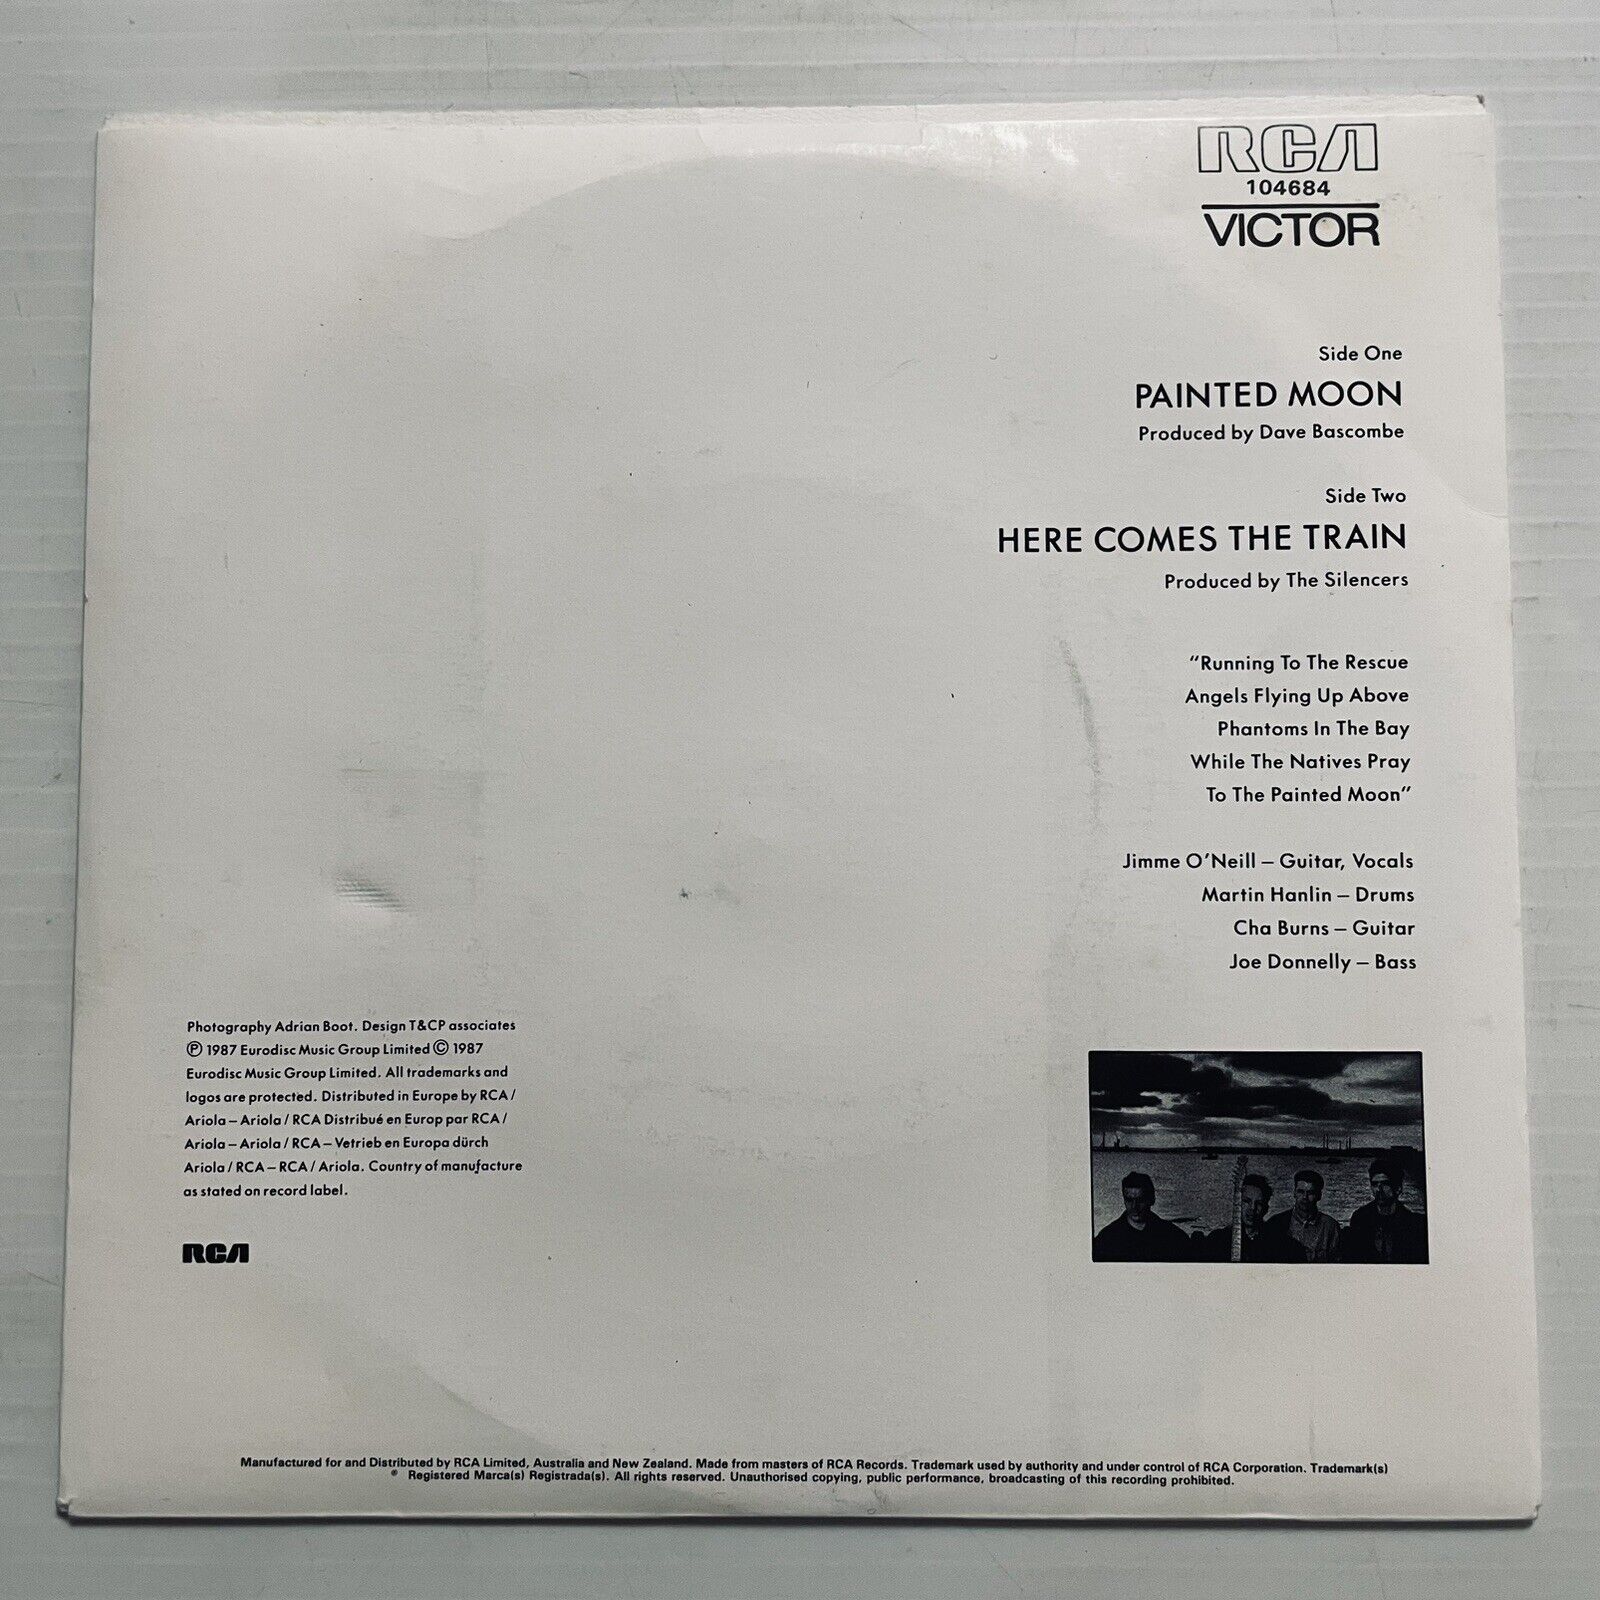 RCA
104684
VICTOR
Side One
PAINTED MOON
Produced by Dave Bascombe
Side Two
HERE COMES THE TRAIN
Produced by The Silencers
“Running To The Rescue
Angels Flying Up Above
Phantoms In The Bay
While The Natives Pray
To The Painted Moon”
Jimme O’Neill – Guitar, Vocals
Martin Hanlin – Drums
Cha Burns – Guitar
Joe Donnelly – Bass
Photography Adrian Boot. Design T&CP associates
Ⓟ 1987 Eurodisc Music Group Limited © 1987
Eurodisc Music Group Limited. All trademarks and
logos are protected. Distributed in Europe by RCA /
Ariola – Ariola / RCA Distribué en Europ par RCA /
Ariola – Ariola / RCA – Vetrieb en Europa dürch
Ariola / RCA – RCA / Ariola. Country of manufacture
as stated on record label.
RCA
Manufactured for and Distributed by RCA Limited, Australia and New Zealand. Made from masters of RCA Records. Trademark used by authority and under control of RCA Corporation. Trademark(s)
® Registered Marca(s) Registrada(s). All rights reserved. Unauthorised copying, public performance, broadcasting of this recording prohibited.